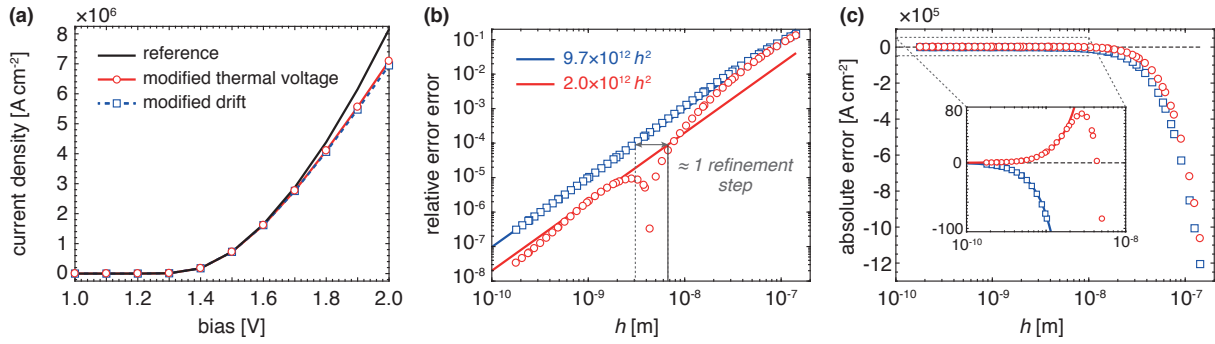 (a)
×10⁶
current density [A cm⁻²]
8
7
6
5
4
3
2
1
0
reference
modified thermal voltage
modified drift
1.0 1.2 1.4 1.6 1.8 2.0
bias [V]
(b)
relative error error
10⁻¹
10⁻²
10⁻³
10⁻⁴
10⁻⁵
10⁻⁶
10⁻⁷
10⁻⁸
9.7×10¹² h²
2.0×10¹² h²
≈ 1 refinement
step
10⁻¹⁰ 10⁻⁹ 10⁻⁸ 10⁻⁷
h [m]
(c)
×10⁵
absolute error [A cm⁻²]
0
-2
-4
-6
-8
-10
-12
80
0
-100
10⁻¹⁰ 10⁻⁸
10⁻¹⁰ 10⁻⁹ 10⁻⁸ 10⁻⁷
h [m]